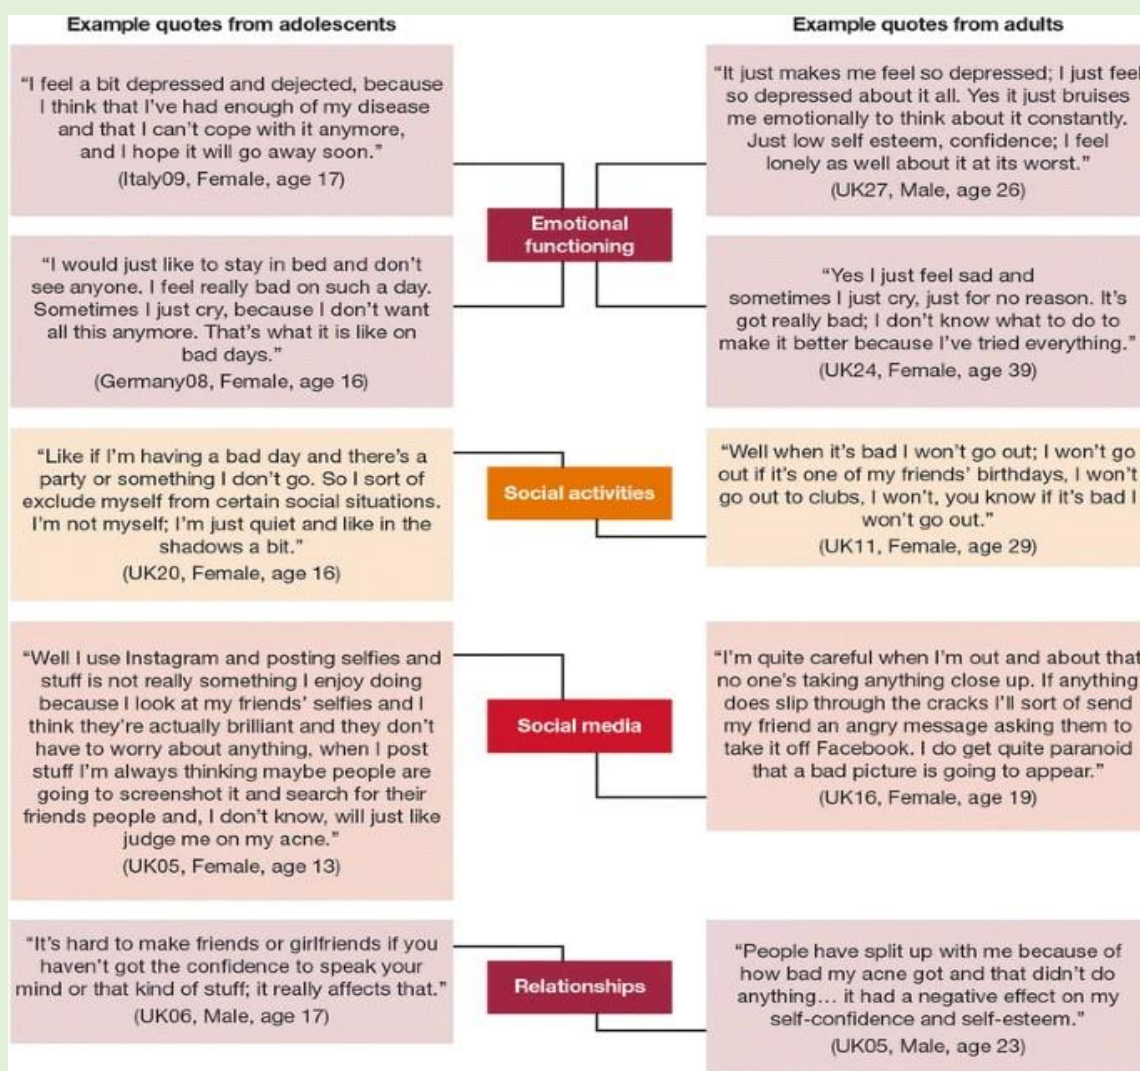 Example quotes from adolescents
Example quotes from adults
“I feel a bit depressed and dejected, because
I think that I’ve had enough of my disease
and that I can’t cope with it anymore,
and I hope it will go away soon.”
(Italy09, Female, age 17)
“It just makes me feel so depressed; I just feel
so depressed about it all. Yes it just bruises
me emotionally to think about it constantly.
Just low self esteem, confidence; I feel
lonely as well about it at its worst.”
(UK27, Male, age 26)
Emotional
functioning
“I would just like to stay in bed and don’t
see anyone. I feel really bad on such a day.
Sometimes I just cry, because I don’t want
all this anymore. That’s what it is like on
bad days.”
(Germany08, Female, age 16)
“Yes I just feel sad and
sometimes I just cry, just for no reason. It’s
got really bad; I don’t know what to do to
make it better because I’ve tried everything.”
(UK24, Female, age 39)
“Like if I’m having a bad day and there’s a
party or something I don’t go. So I sort of
exclude myself from certain social situations.
I’m not myself; I’m just quiet and like in the
shadows a bit.”
(UK20, Female, age 16)
Social activities
“Well when it’s bad I won’t go out; I won’t go
out if it’s one of my friends’ birthdays, I won’t
go out to clubs, I won’t, you know if it’s bad I
won’t go out.”
(UK11, Female, age 29)
“Well I use Instagram and posting selfies and
stuff is not really something I enjoy doing
because I look at my friends’ selfies and I
think they’re actually brilliant and they don’t
have to worry about anything, when I post
stuff I’m always thinking maybe people are
going to screenshot it and search for their
friends people and, I don’t know, will just like
judge me on my acne.”
(UK05, Female, age 13)
Social media
“I’m quite careful when I’m out and about that
no one’s taking anything close up. If anything
does slip through the cracks I’ll sort of send
my friend an angry message asking them to
take it off Facebook. I do get quite paranoid
that a bad picture is going to appear.”
(UK16, Female, age 19)
“It’s hard to make friends or girlfriends if you
haven’t got the confidence to speak your
mind or that kind of stuff; it really affects that.”
(UK06, Male, age 17)
Relationships
“People have split up with me because of
how bad my acne got and that didn’t do
anything… it had a negative effect on my
self-confidence and self-esteem.”
(UK05, Male, age 23)